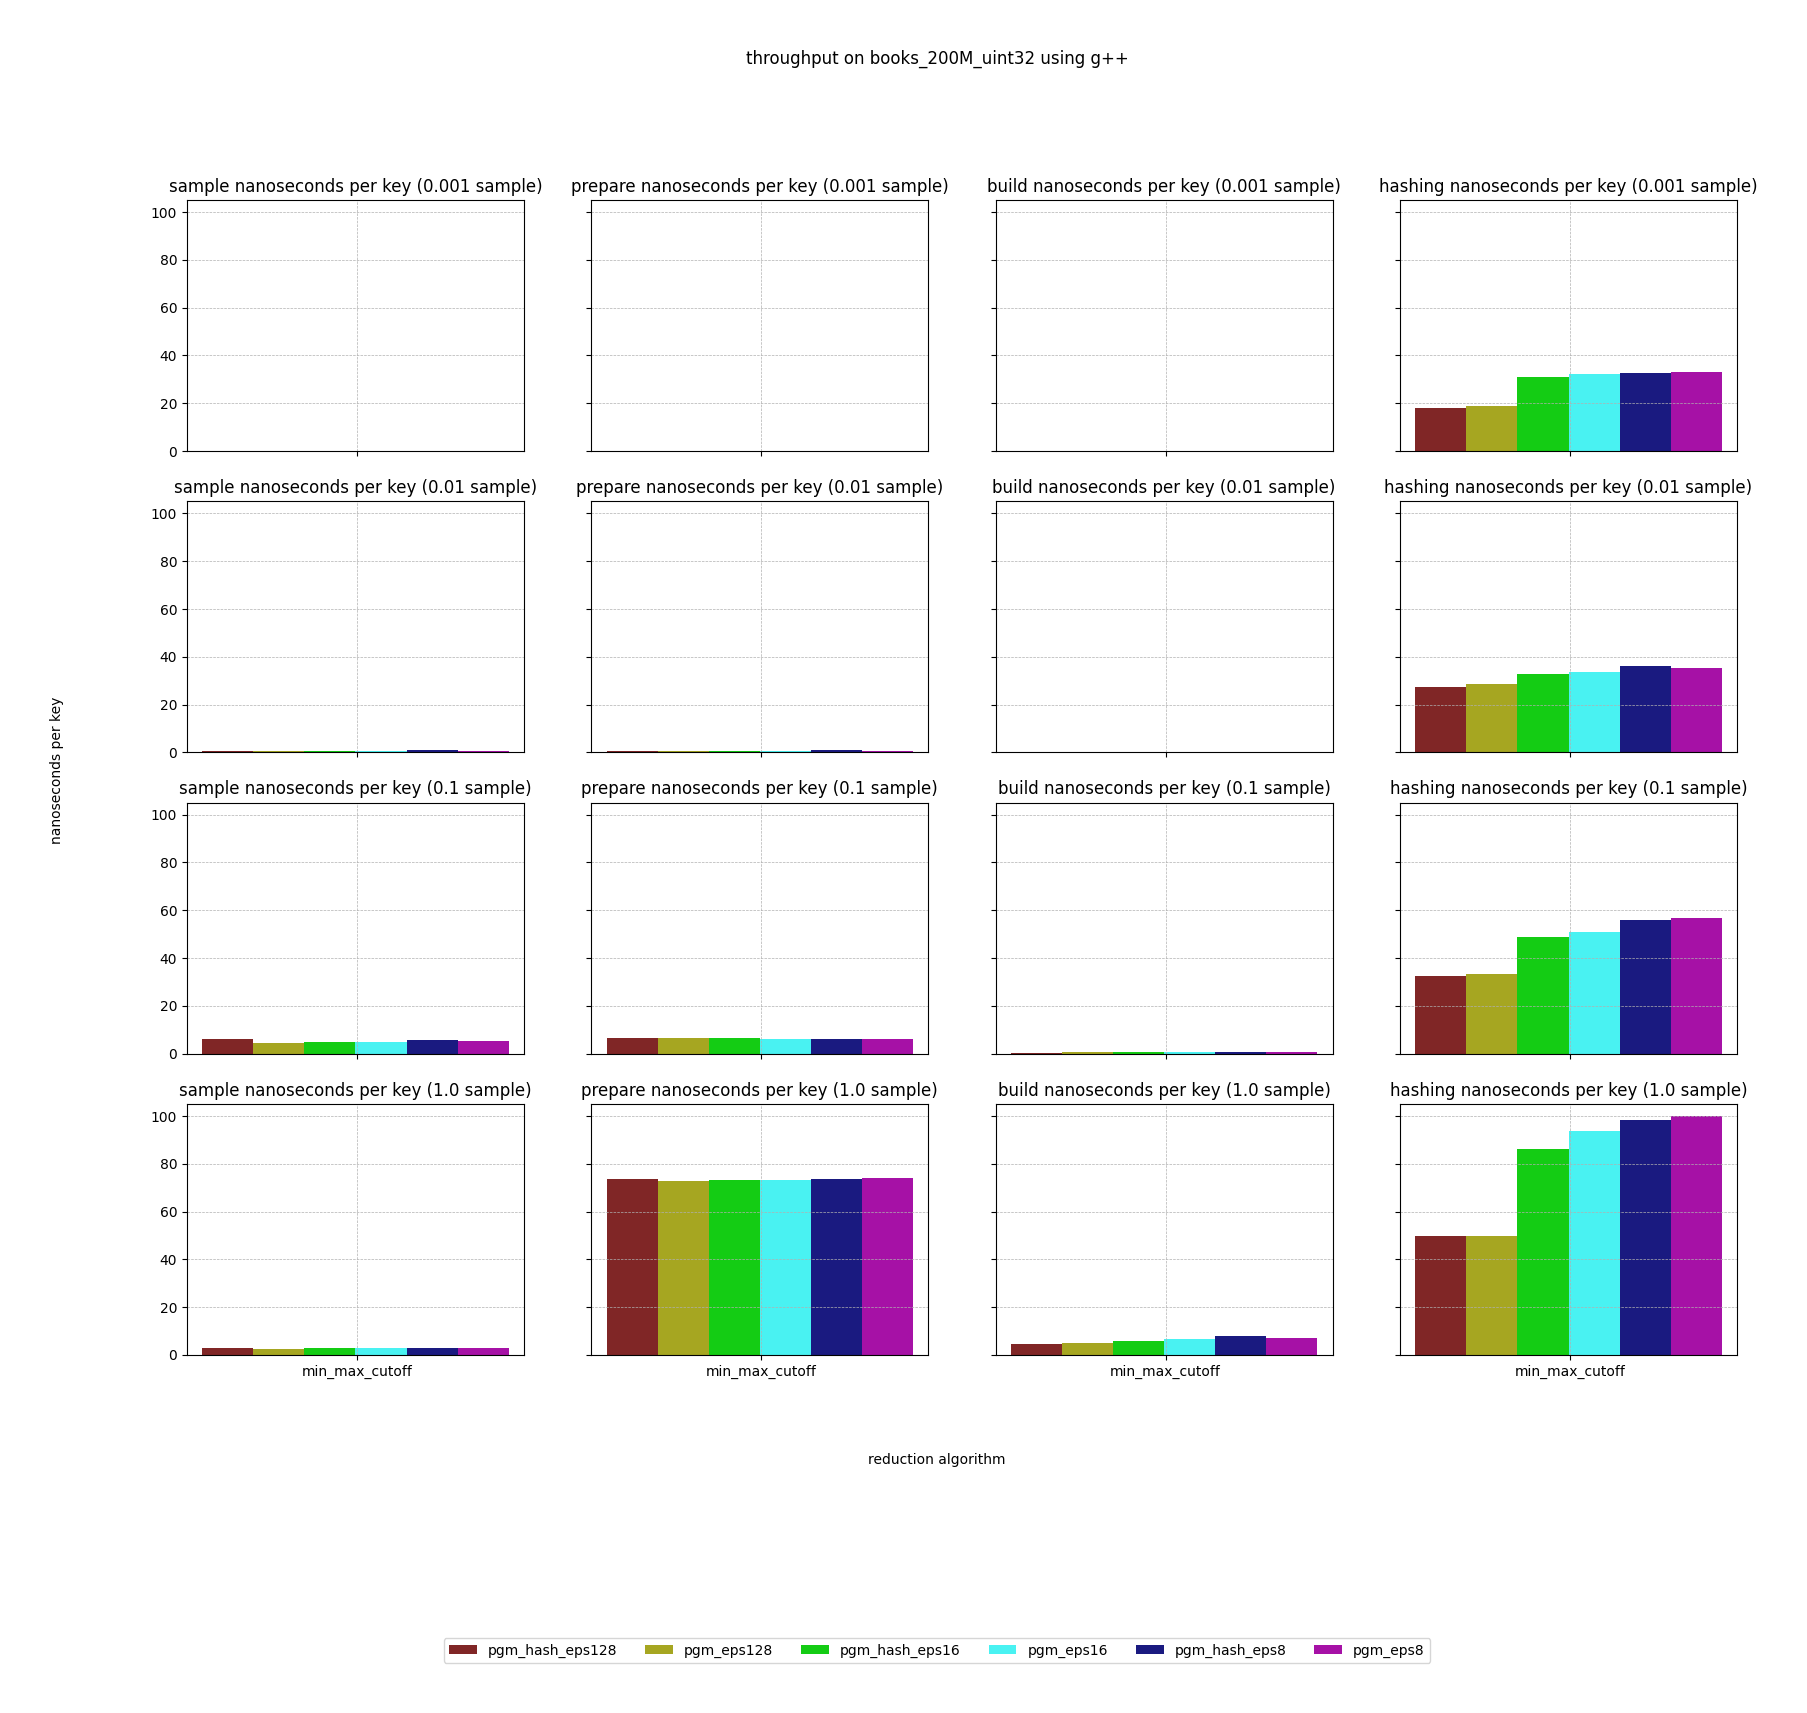 throughput on books_200M_uint32 using g++
sample nanoseconds per key (0.001 sample)
prepare nanoseconds per key (0.001 sample)
build nanoseconds per key (0.001 sample)
hashing nanoseconds per key (0.001 sample)
100
80
60
40
20
0
sample nanoseconds per key (0.01 sample)
prepare nanoseconds per key (0.01 sample)
build nanoseconds per key (0.01 sample)
hashing nanoseconds per key (0.01 sample)
100
80
60
40
20
0
nanoseconds per key
sample nanoseconds per key (0.1 sample)
prepare nanoseconds per key (0.1 sample)
build nanoseconds per key (0.1 sample)
hashing nanoseconds per key (0.1 sample)
100
80
60
40
20
0
sample nanoseconds per key (1.0 sample)
prepare nanoseconds per key (1.0 sample)
build nanoseconds per key (1.0 sample)
hashing nanoseconds per key (1.0 sample)
100
80
60
40
20
0
min_max_cutoff
min_max_cutoff
min_max_cutoff
min_max_cutoff
reduction algorithm
pgm_hash_eps128
pgm_eps128
pgm_hash_eps16
pgm_eps16
pgm_hash_eps8
pgm_eps8